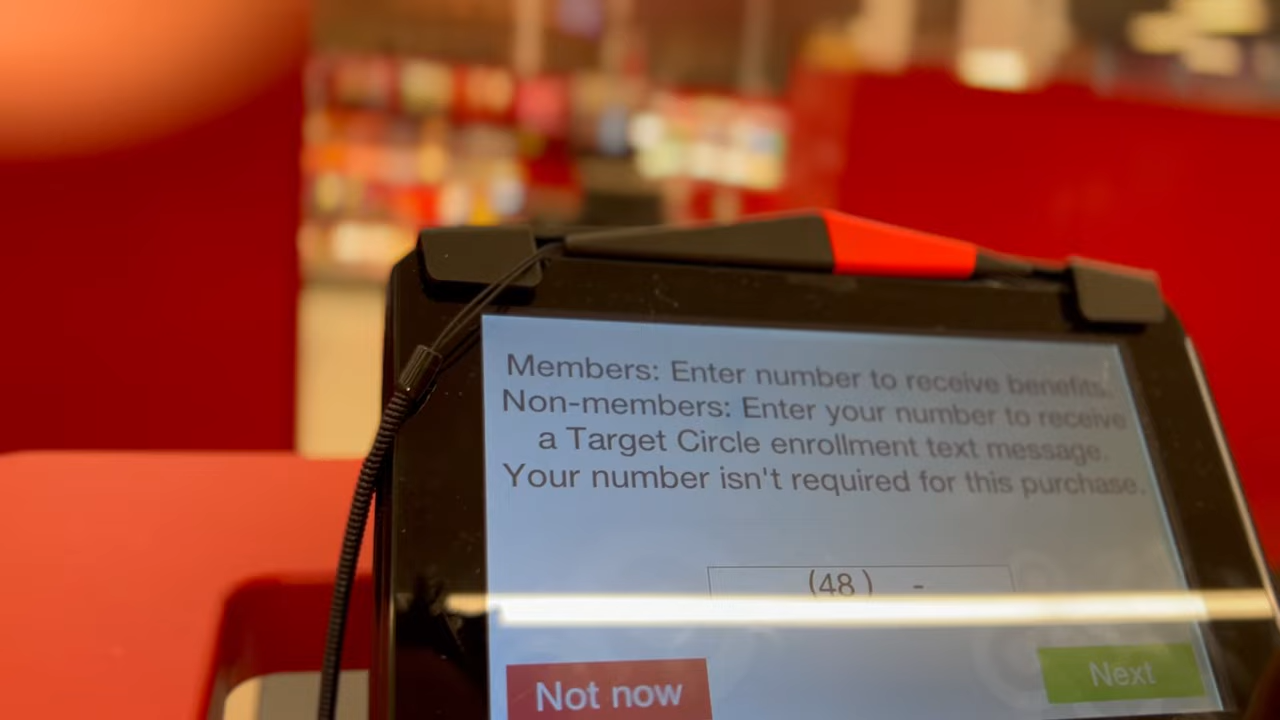 Members: Enter number to receive benefits.
Non-members: Enter your number to receive
a Target Circle enrollment text message.
Your number isn't required for this purchase.
(48 ) -
Not now
Next